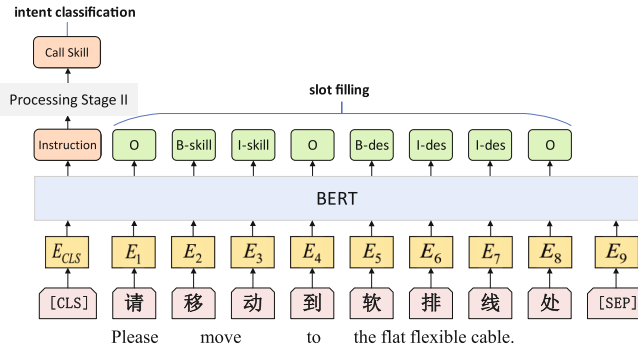 intent classification
Call Skill
Processing Stage II
slot filling
Instruction O B-skill I-skill O B-des I-des I-des O
BERT
E_CLS E_1 E_2 E_3 E_4 E_5 E_6 E_7 E_8 E_9
[CLS] 请 移 动 到 软 排 线 处 [SEP]
Please move to the flat flexible cable.